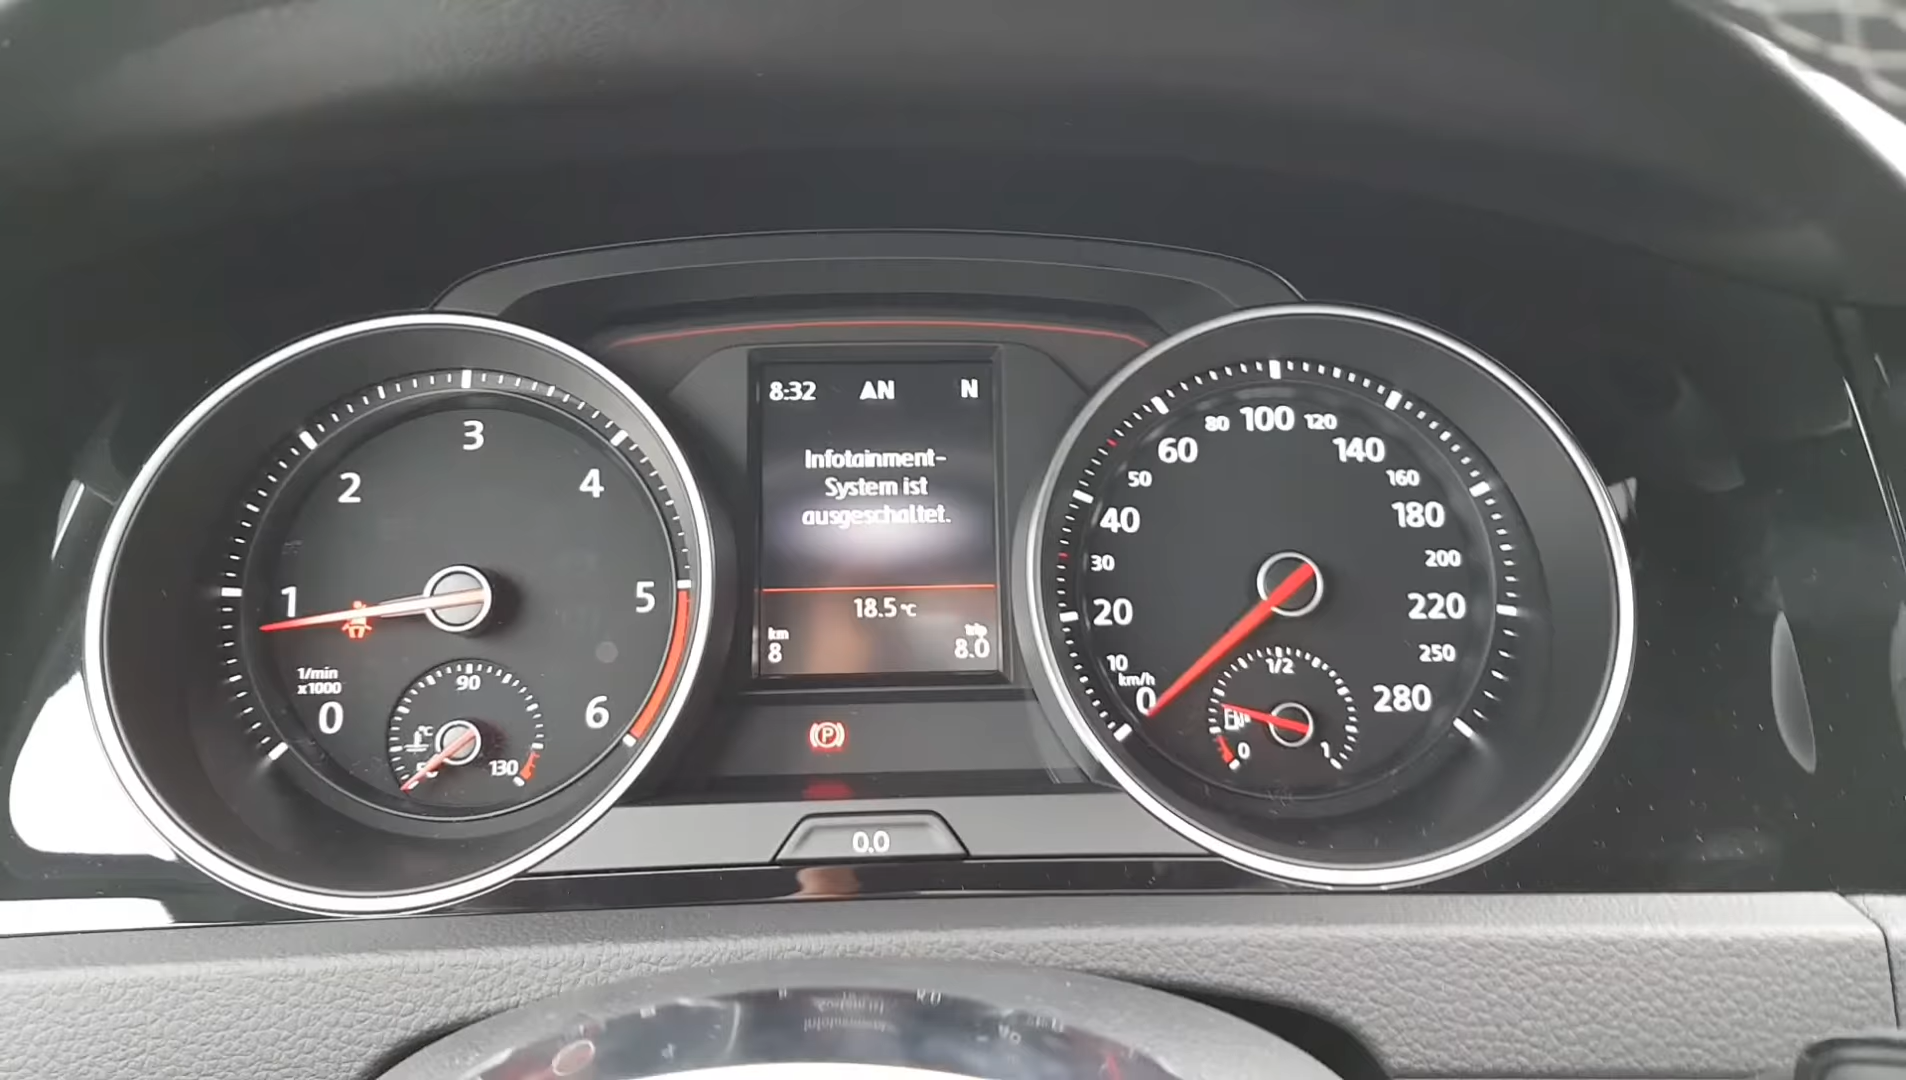 8:32 AN N
Infotainment-
System ist
ausgeschaltet.
18.5 °C
km trip
8 8.0
0.0
0 1 2 3 4 5 6
1/min
x1000
°C
50 90 130
0 10 20 30 40 50 60 80 100 120 140 160 180 200 220 250 280
km/h
0 1/2 1
P